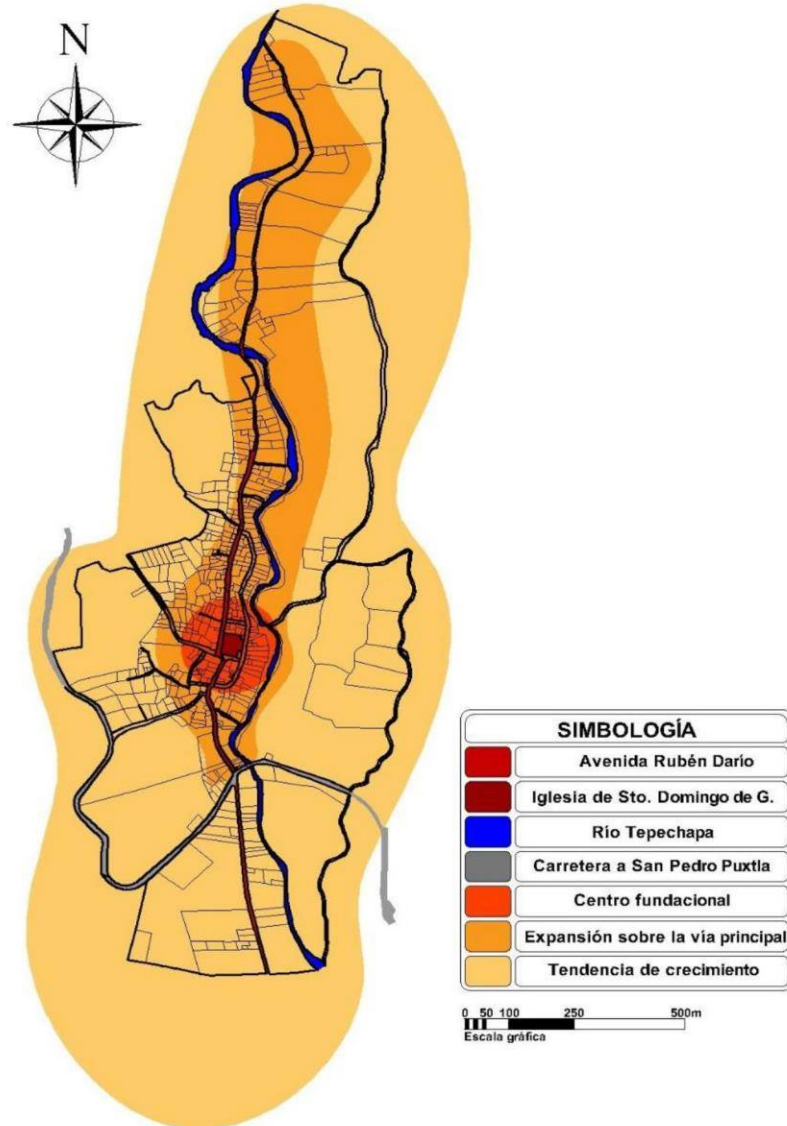 N
SIMBOLOGÍA
Avenida Rubén Darío
Iglesia de Sto. Domingo de G.
Río Tepechapa
Carretera a San Pedro Puxtla
Centro fundacional
Expansión sobre la vía principal
Tendencia de crecimiento
0 50 100 250 500m
Escala gráfica